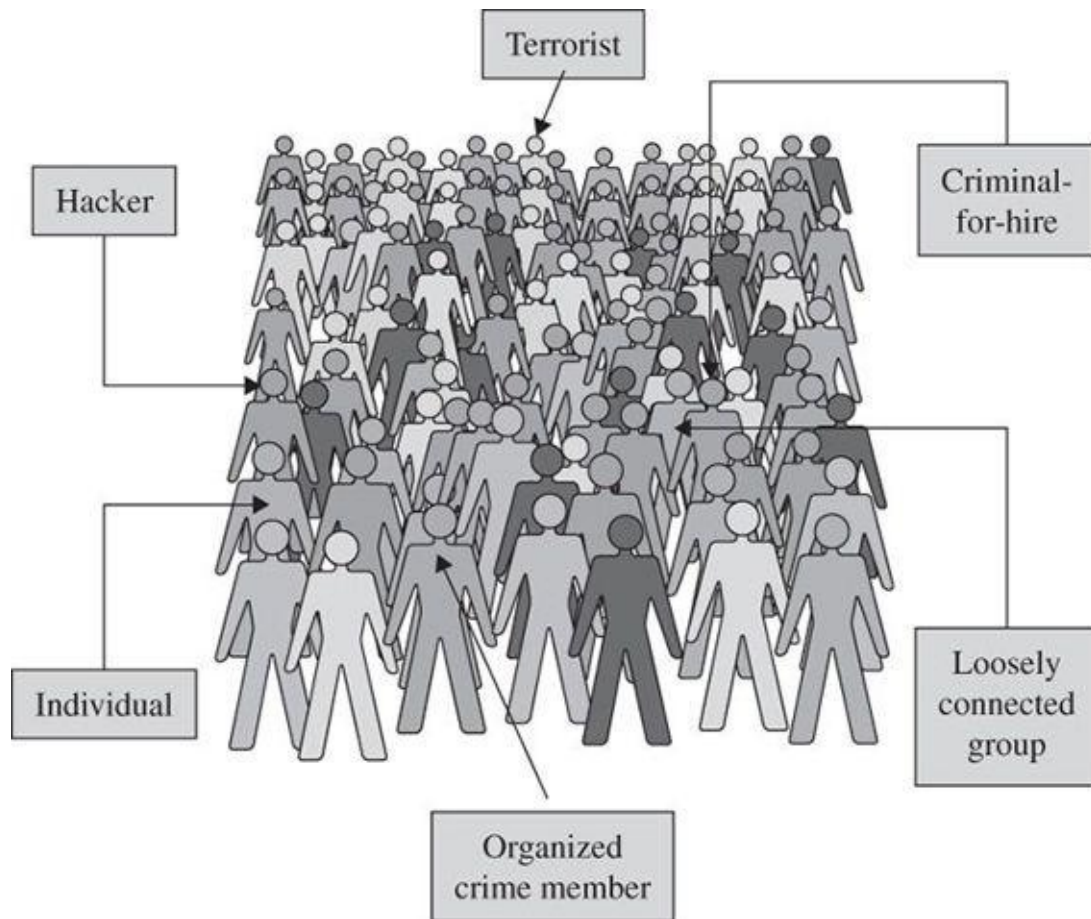 Terrorist
Hacker
Criminal-
for-hire
Individual
Loosely
connected
group
Organized
crime member